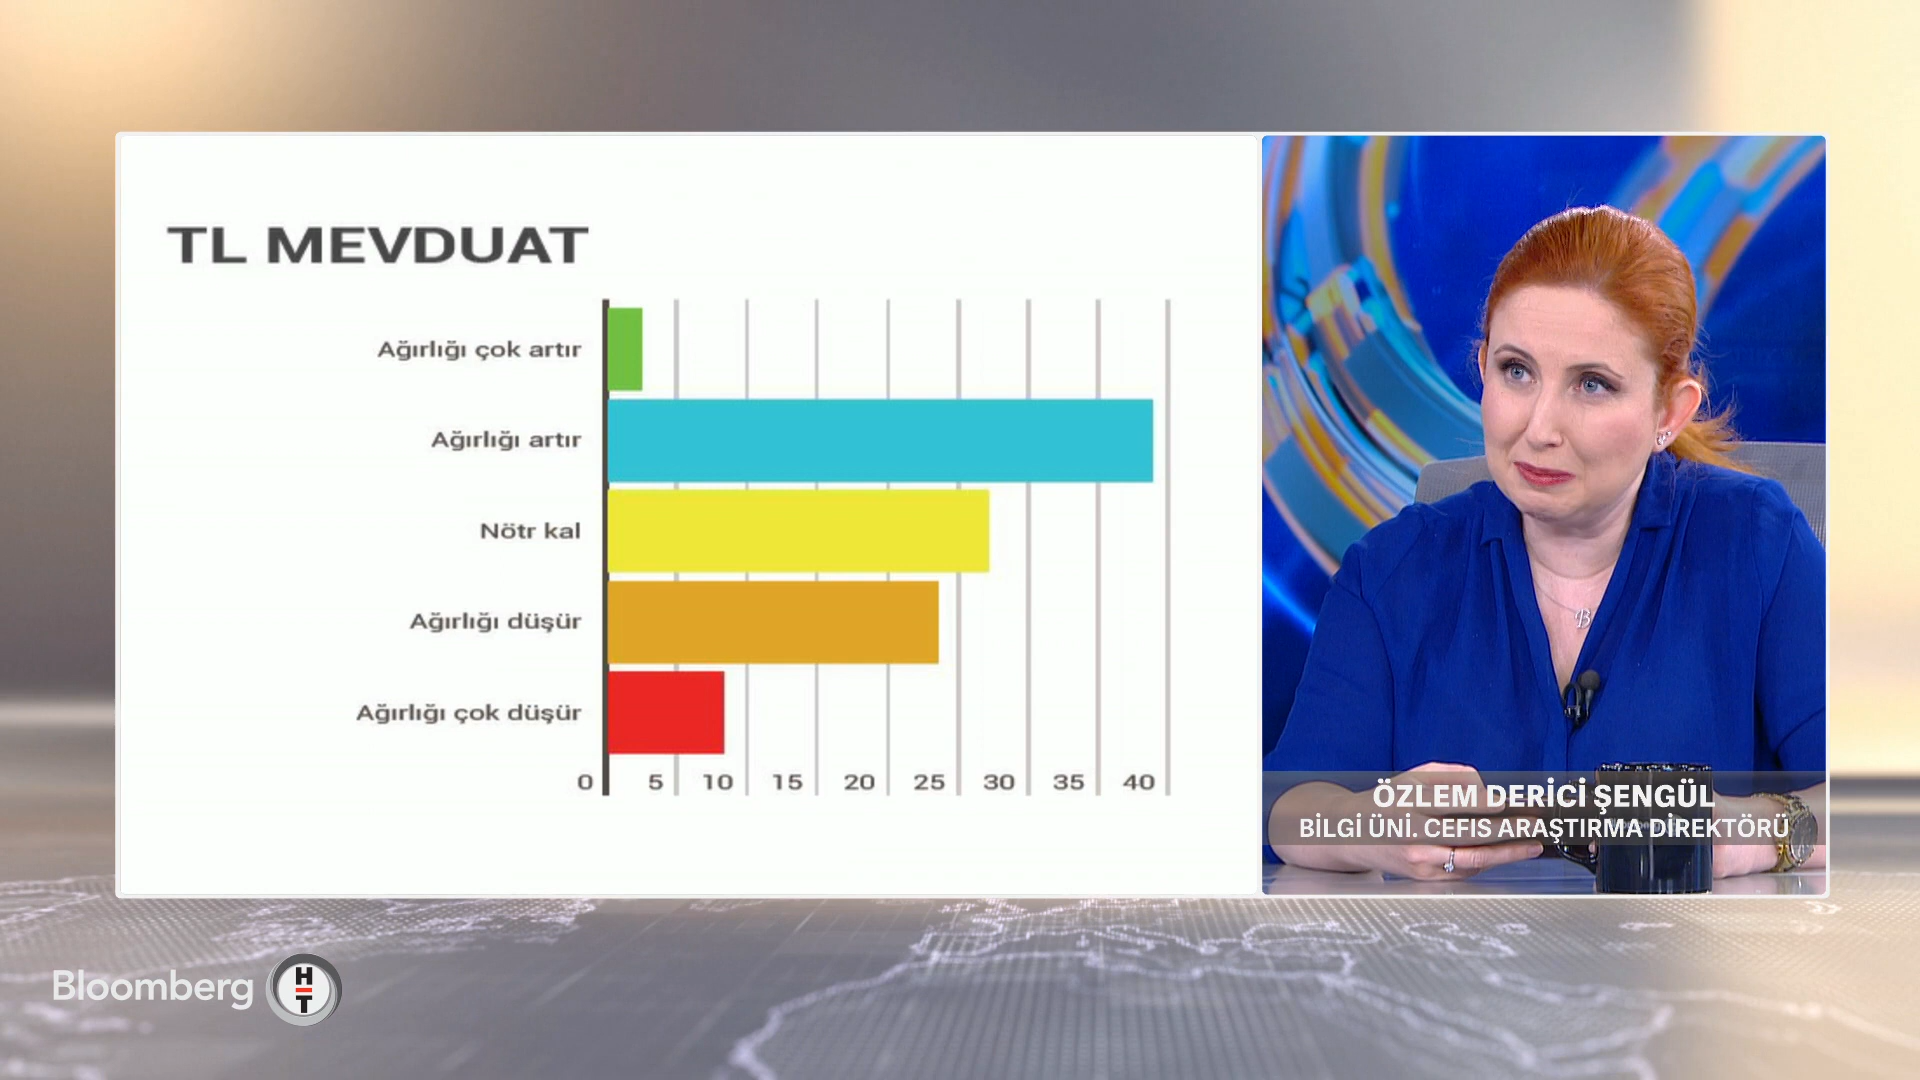 TL MEVDUAT
Ağırlığı çok artır
Ağırlığı artır
Nötr kal
Ağırlığı düşür
Ağırlığı çok düşür
0 5 10 15 20 25 30 35 40
ÖZLEM DERİCİ ŞENGÜL
BİLGİ ÜNİ. CEFIS ARAŞTIRMA DİREKTÖRÜ
Bloomberg HT